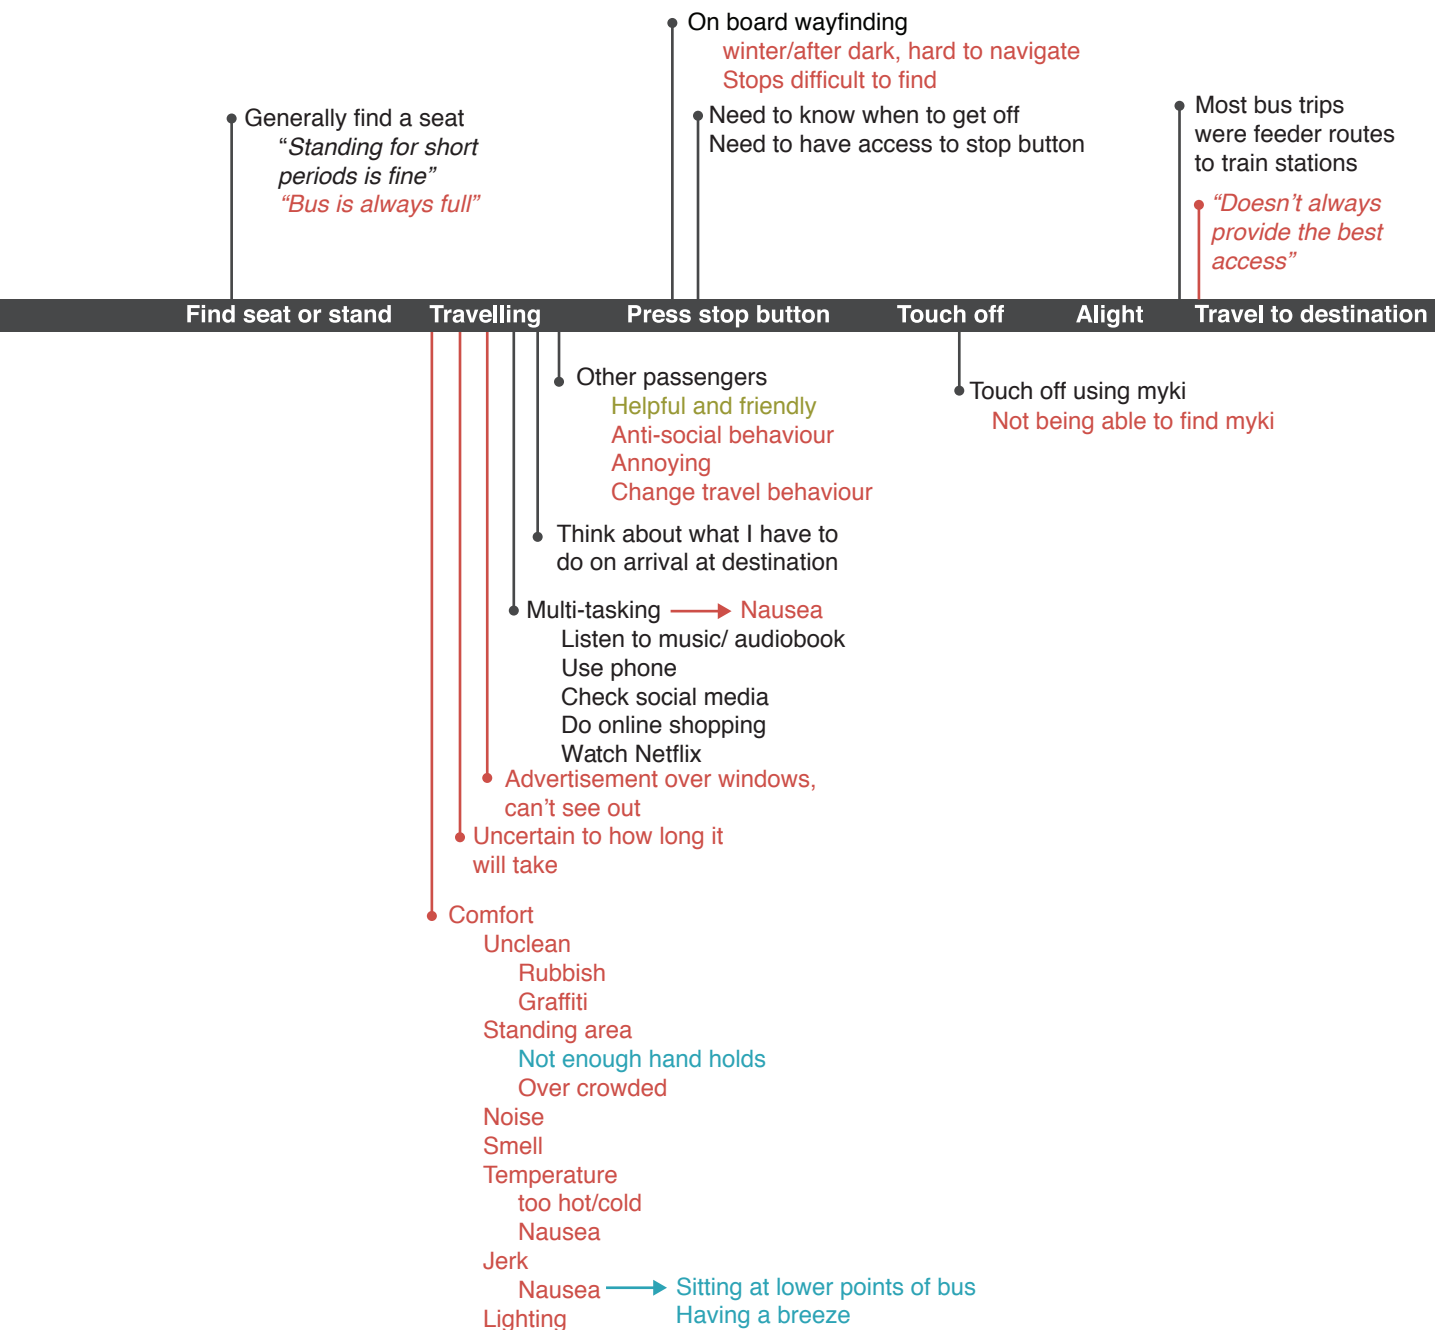 On board wayfinding
winter/after dark, hard to navigate
Stops difficult to find
Generally find a seat
“Standing for short
periods is fine”
“Bus is always full”
Need to know when to get off
Need to have access to stop button
Most bus trips
were feeder routes
to train stations
“Doesn’t always
provide the best
access”
Find seat or stand
Travelling
Press stop button
Touch off
Alight
Travel to destination
Other passengers
Helpful and friendly
Anti-social behaviour
Annoying
Change travel behaviour
Touch off using myki
Not being able to find myki
Think about what I have to
do on arrival at destination
Multi-tasking
Nausea
Listen to music/ audiobook
Use phone
Check social media
Do online shopping
Watch Netflix
Advertisement over windows,
can’t see out
Uncertain to how long it
will take
Comfort
Unclean
Rubbish
Graffiti
Standing area
Not enough hand holds
Over crowded
Noise
Smell
Temperature
too hot/cold
Nausea
Jerk
Nausea
Sitting at lower points of bus
Having a breeze
Lighting